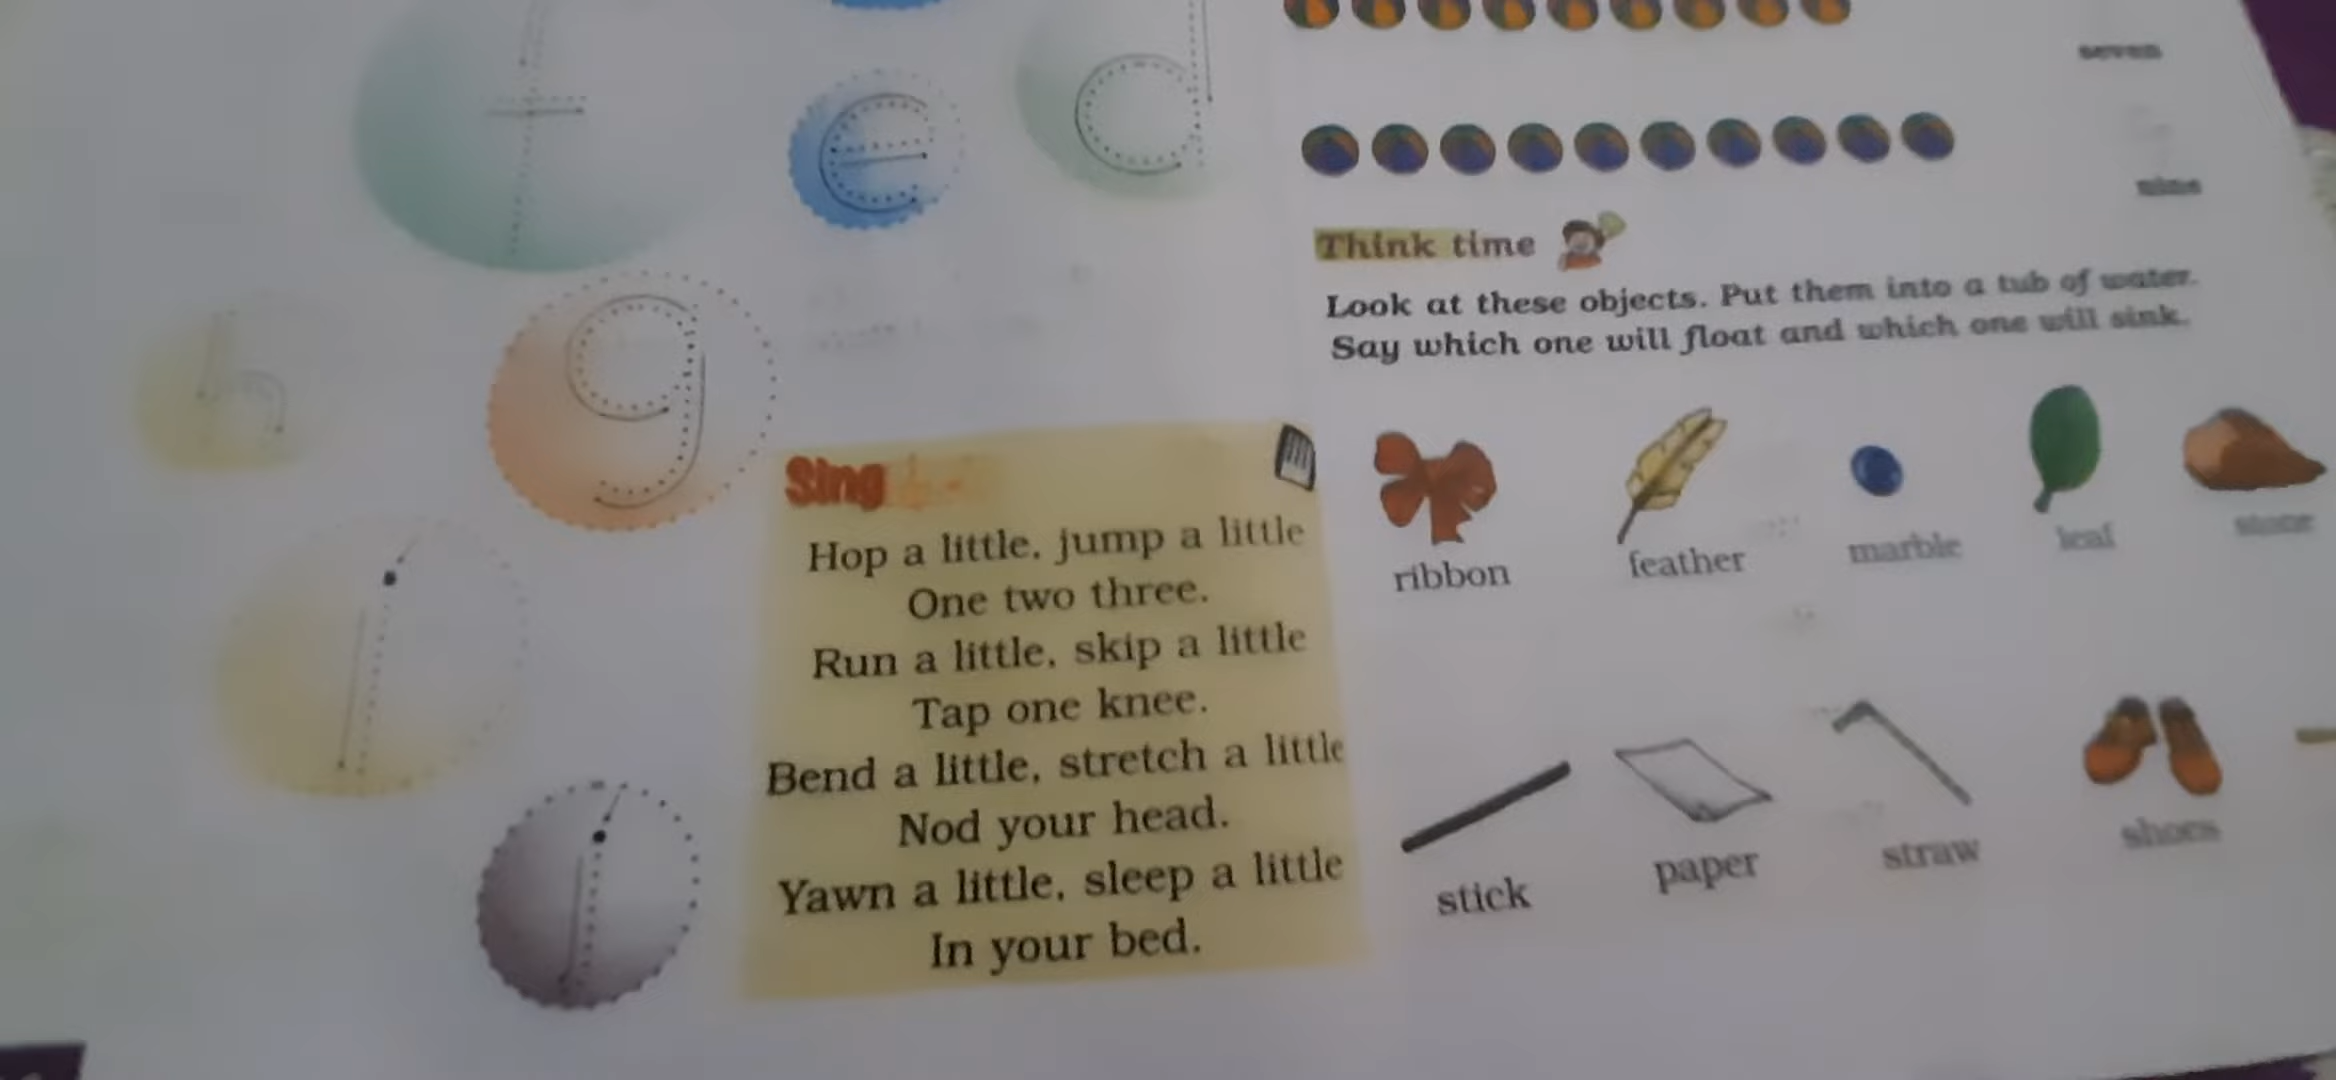 Sing
Hop a little, jump a little
One two three.
Run a little, skip a little
Tap one knee.
Bend a little, stretch a little
Nod your head.
Yawn a little, sleep a little
In your bed.
seven
nine
Think time
Look at these objects. Put them into a tub of water.
Say which one will float and which one will sink.
ribbon feather marble leaf stone
stick paper straw shoes